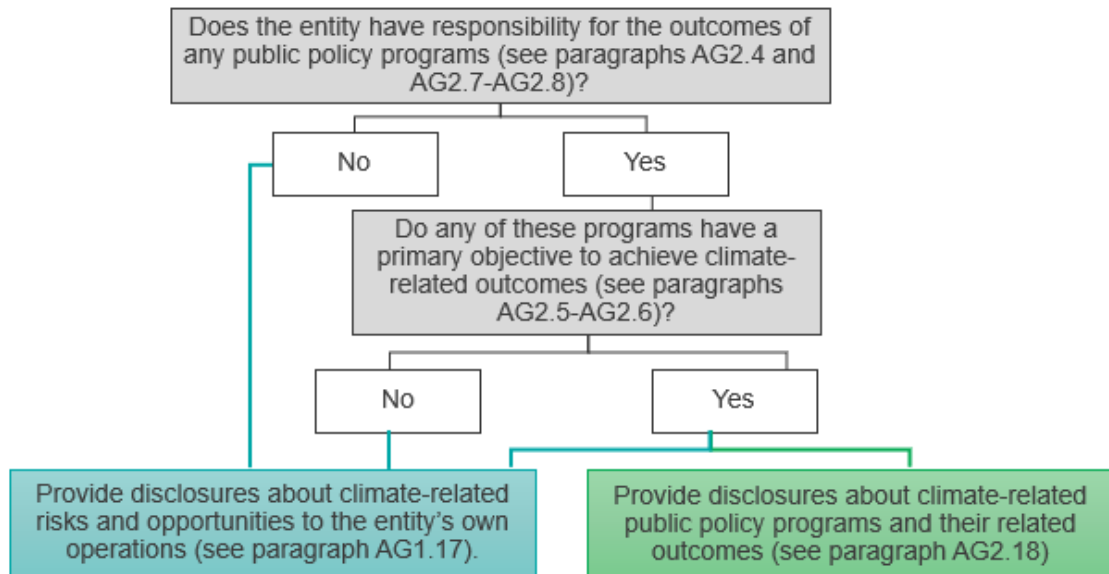 Does the entity have responsibility for the outcomes of
any public policy programs (see paragraphs AG2.4 and
AG2.7-AG2.8)?
No
Yes
Do any of these programs have a
primary objective to achieve climate-
related outcomes (see paragraphs
AG2.5-AG2.6)?
No
Yes
Provide disclosures about climate-related
risks and opportunities to the entity's own
operations (see paragraph AG1.17).
Provide disclosures about climate-related
public policy programs and their related
outcomes (see paragraph AG2.18)